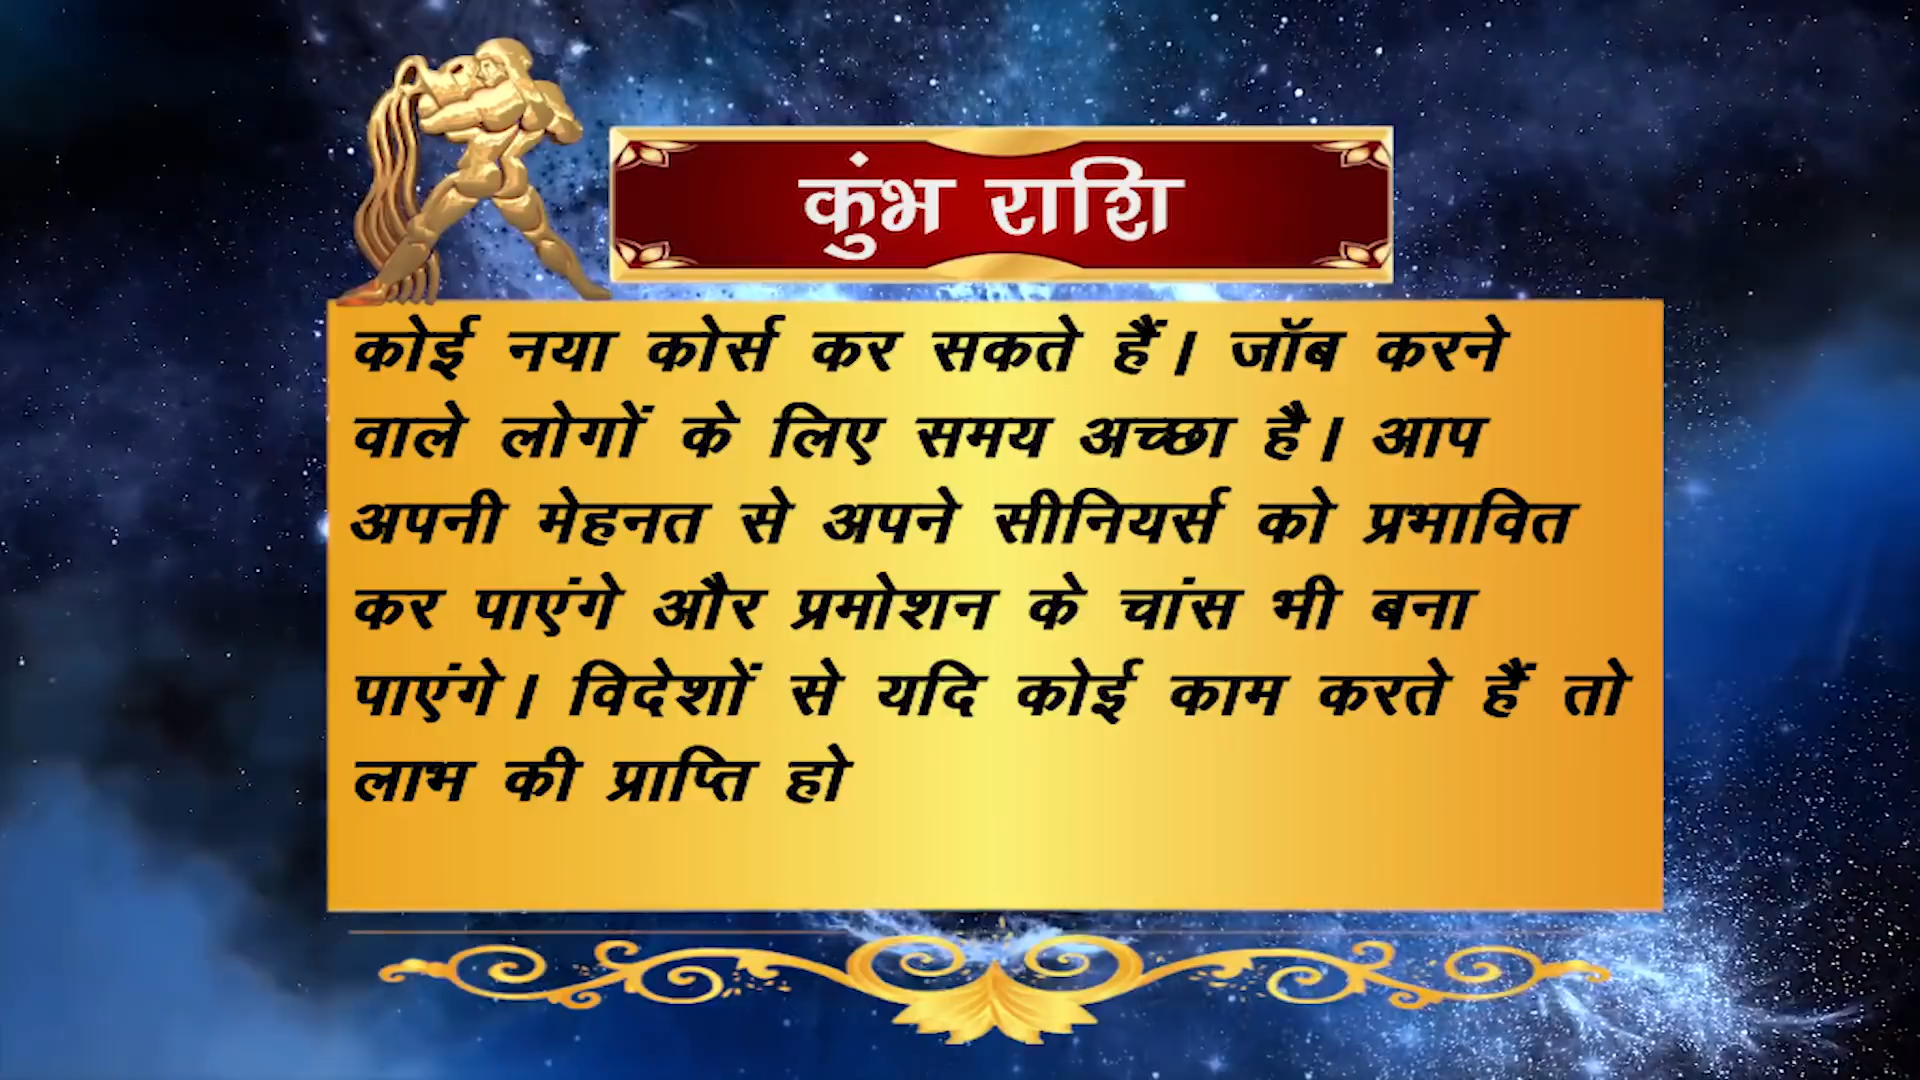 कुंभ राशि
कोई नया कोर्स कर सकते हैं। जॉब करने
वाले लोगों के लिए समय अच्छा है। आप
अपनी मेहनत से अपने सीनियर्स को प्रभावित
कर पाएंगे और प्रमोशन के चांस भी बना
पाएंगे। विदेशों से यदि कोई काम करते हैं तो
लाभ की प्राप्ति हो